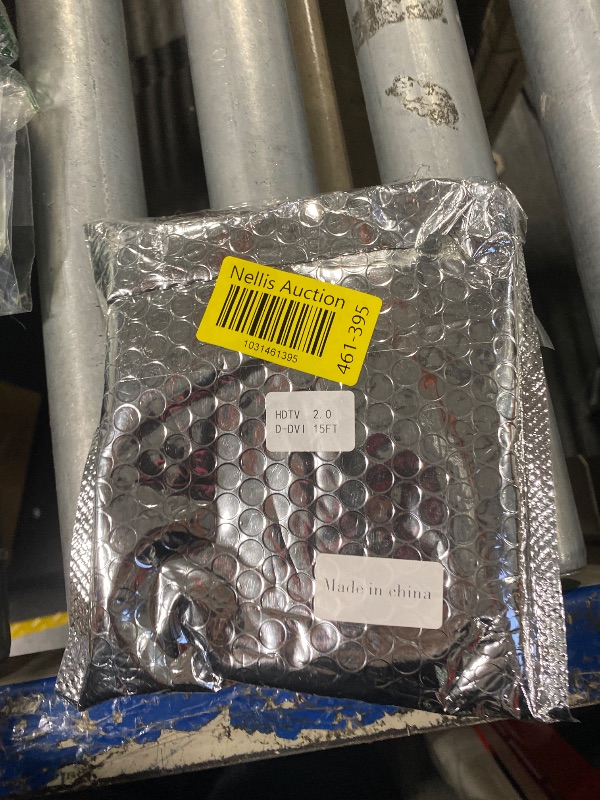 Nellis Auction
1031461395
461-395
HDTV 2.0
D-DVI 15FT
Made in china